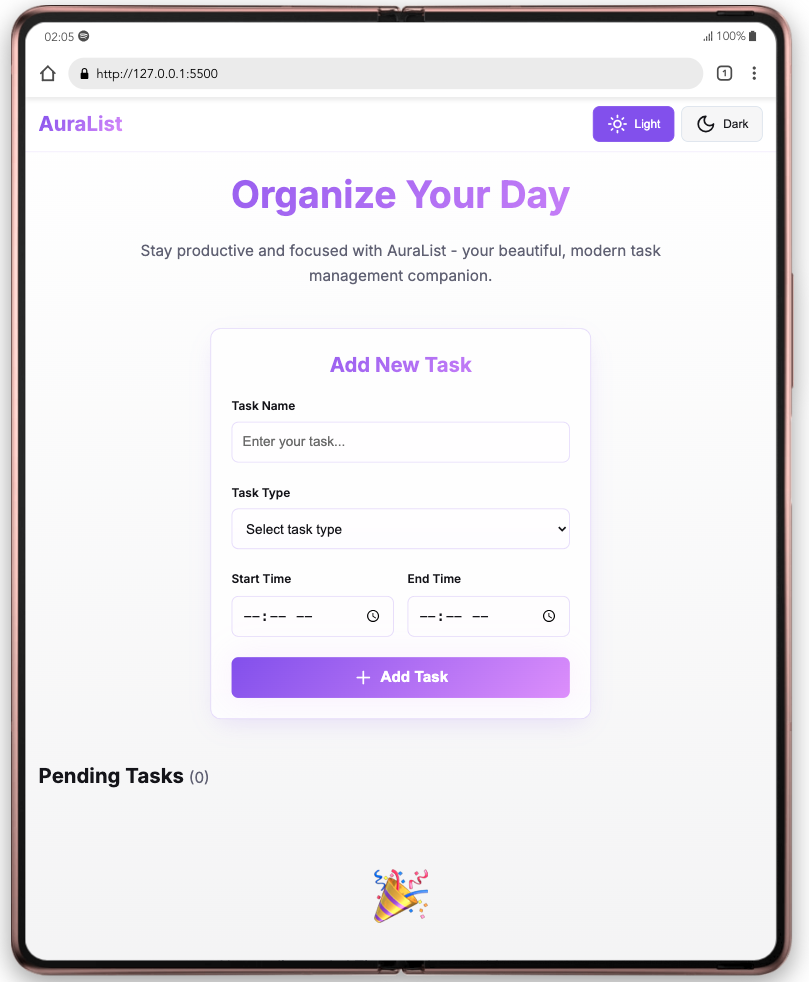 02:05
100%
http://127.0.0.1:5500
1
AuraList
Light
Dark
Organize Your Day
Stay productive and focused with AuraList - your beautiful, modern task
management companion.
Add New Task
Task Name
Enter your task...
Task Type
Select task type
Start Time
End Time
--:-- --
--:-- --
+ Add Task
Pending Tasks (0)